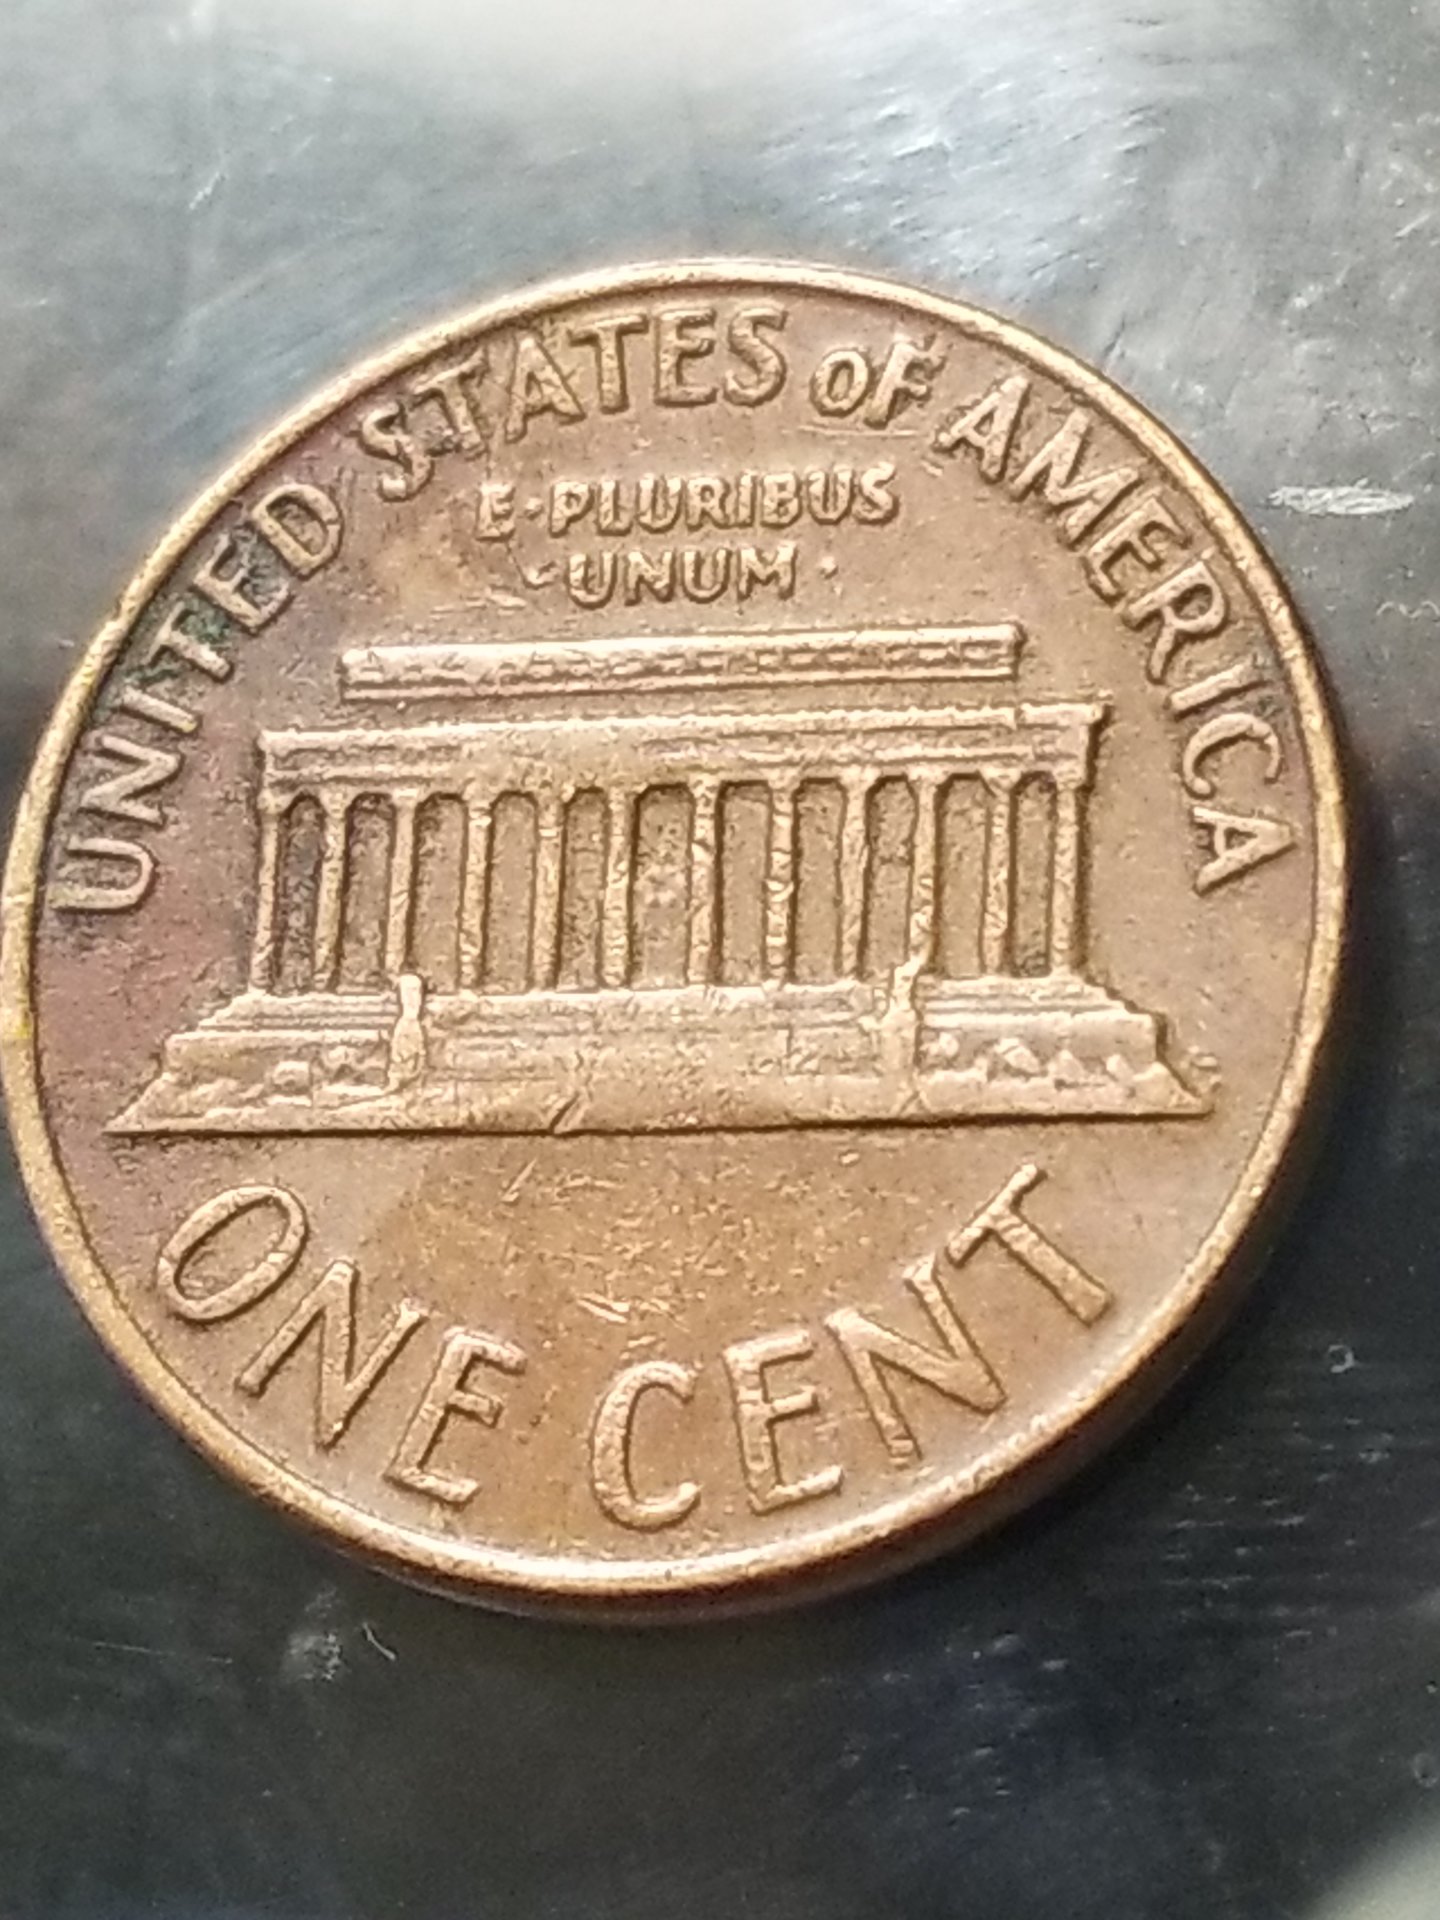 UNITED STATES OF AMERICA
E·PLURIBUS
·UNUM·
ONE CENT